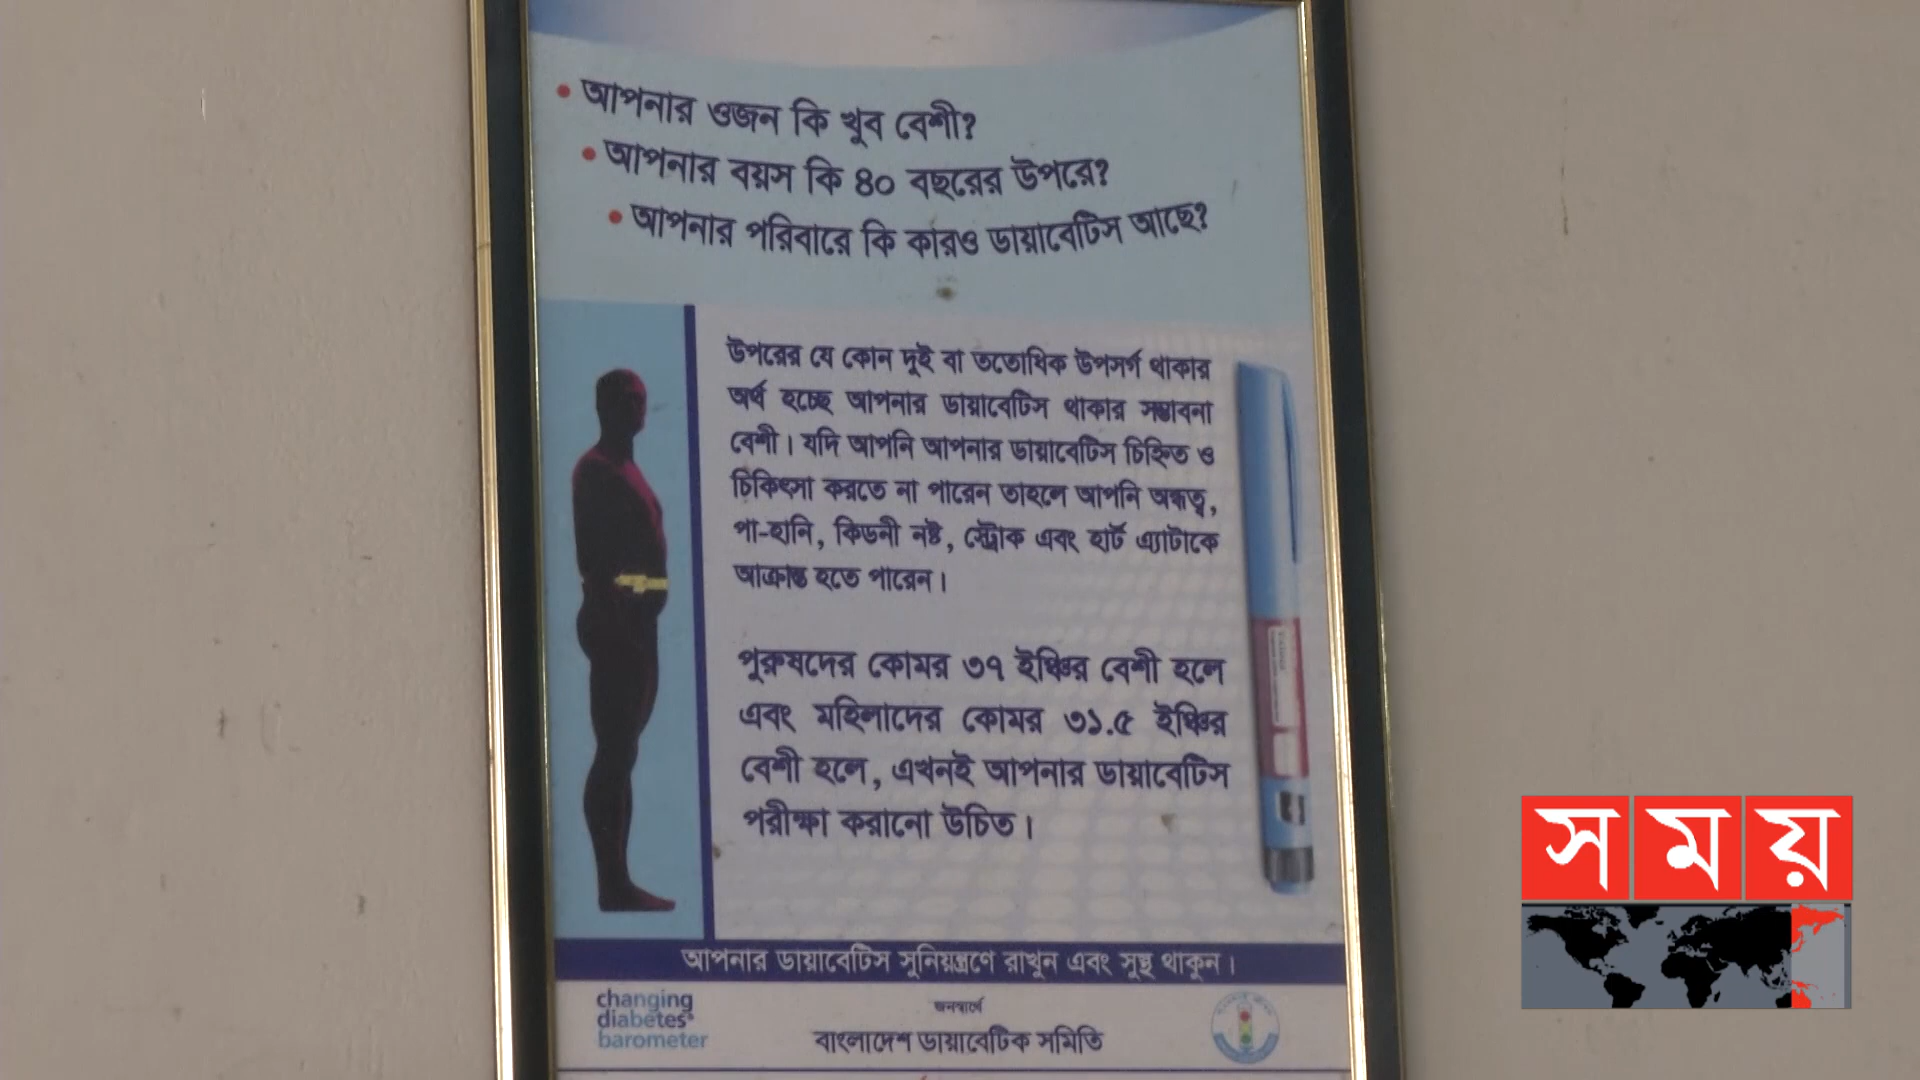 • আপনার ওজন কি খুব বেশী?
• আপনার বয়স কি ৪০ বছরের উপরে?
• আপনার পরিবারে কি কারও ডায়াবেটিস আছে?
উপরের যে কোন দুই বা ততোধিক উপসর্গ থাকার
অর্থ হচ্ছে আপনার ডায়াবেটিস থাকার সম্ভাবনা
বেশী। যদি আপনি আপনার ডায়াবেটিস চিহ্নিত ও
চিকিৎসা করতে না পারেন তাহলে আপনি অন্ধত্ব,
পা-হানি, কিডনী নষ্ট, স্ট্রোক এবং হার্ট এ্যাটাকে
আক্রান্ত হতে পারেন।
পুরুষদের কোমর ৩৭ ইঞ্চির বেশী হলে
এবং মহিলাদের কোমর ৩১.৫ ইঞ্চির
বেশী হলে, এখনই আপনার ডায়াবেটিস
পরীক্ষা করানো উচিত।
আপনার ডায়াবেটিস সুনিয়ন্ত্রণে রাখুন এবং সুস্থ থাকুন।
changing
diabetes®
barometer
জনস্বার্থে
বাংলাদেশ ডায়াবেটিক সমিতি
সময়